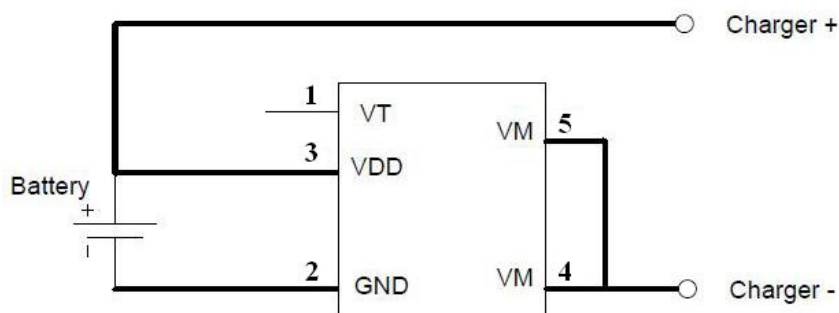 Charger +
1 VT
VM 5
3 VDD
Battery
+
2 GND
VM 4
Charger -